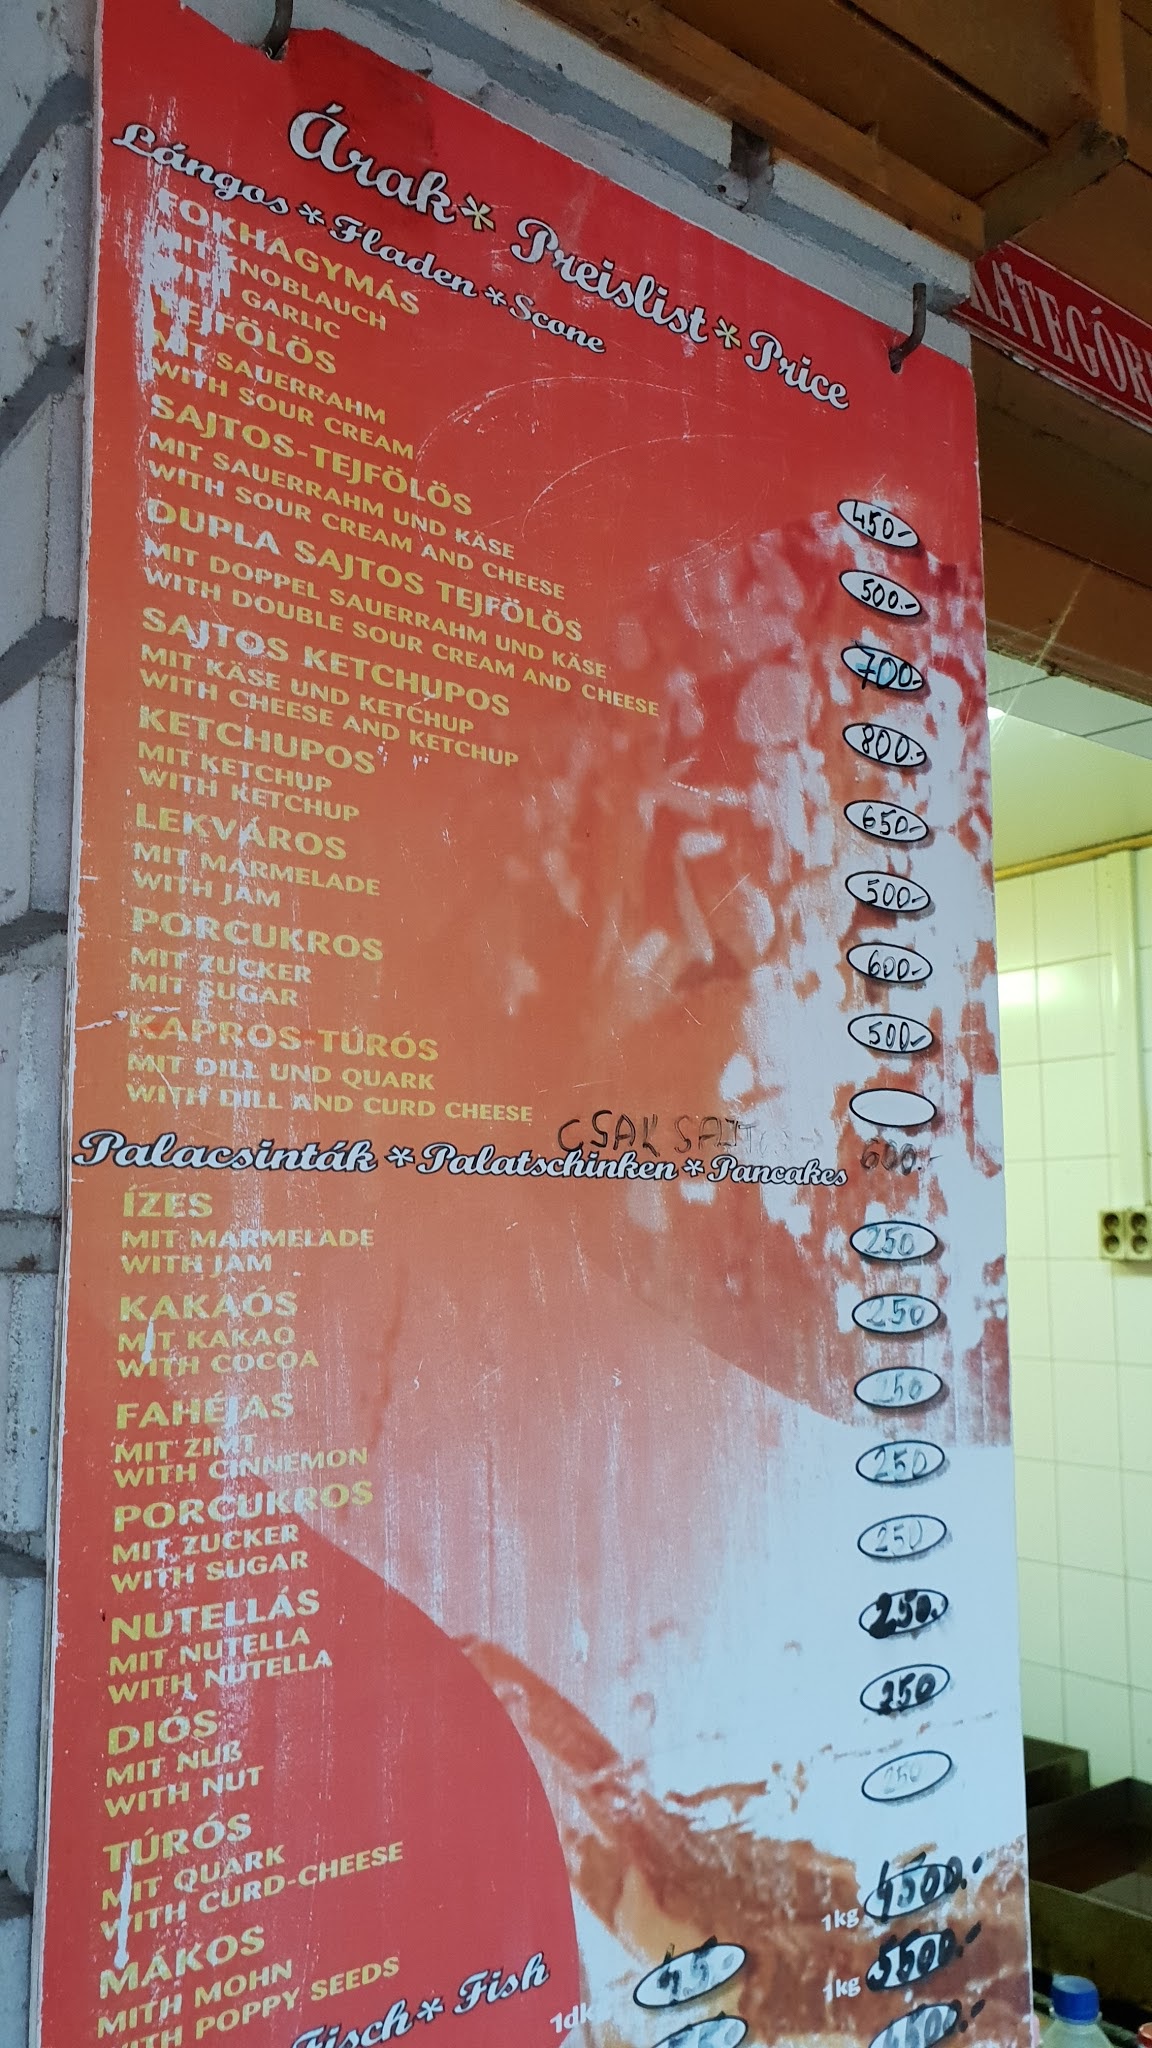 Árak * Preislist * Price
Lángos * Fladen * Scone
FOKHAGYMÁS
MIT KNOBLAUCH
WITH GARLIC
450.-
TEJFÖLÖS
MIT SAUERRAHM
WITH SOUR CREAM
500.-
SAJTOS-TEJFÖLÖS
MIT SAUERRAHM UND KÄSE
WITH SOUR CREAM AND CHEESE
700.-
DUPLA SAJTOS TEJFÖLÖS
MIT DOPPEL SAUERRAHM UND KÄSE
WITH DOUBLE SOUR CREAM AND CHEESE
800.-
SAJTOS KETCHUPOS
MIT KÄSE UND KETCHUP
WITH CHEESE AND KETCHUP
650.-
KETCHUPOS
MIT KETCHUP
WITH KETCHUP
500.-
LEKVÁROS
MIT MARMELADE
WITH JAM
600.-
PORCUKROS
MIT ZUCKER
MIT SUGAR
500.-
KAPROS-TÚRÓS
MIT DILL UND QUARK
WITH DILL AND CURD CHEESE
CSAK SAJTOS 600.-
Palacsinták * Palatschinken * Pancakes
ÍZES
MIT MARMELADE
WITH JAM
250
KAKAÓS
MIT KAKAO
WITH COCOA
250
FAHÉJAS
MIT ZIMT
WITH CINNEMON
250
PORCUKROS
MIT ZUCKER
WITH SUGAR
250
NUTELLÁS
MIT NUTELLA
WITH NUTELLA
250
DIÓS
MIT NUß
WITH NUT
250.
TÚRÓS
MIT QUARK
WITH CURD-CHEESE
250
MÁKOS
MITH MOHN
WITH POPPY SEEDS
250
Fisch * Fish
1kg 4500.-
1kg 5500.-
1dk 45
KATEGÓRI